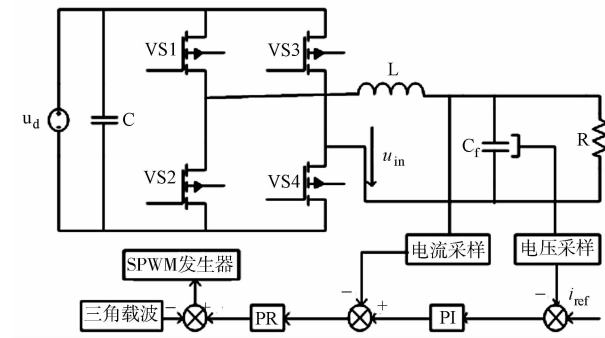 VS1
VS3
L
u_d
C
C_f
R
u_in
VS2
VS4
电流采样
电压采样
SPWM发生器
− + − + − i_ref
三角载波
PR
PI